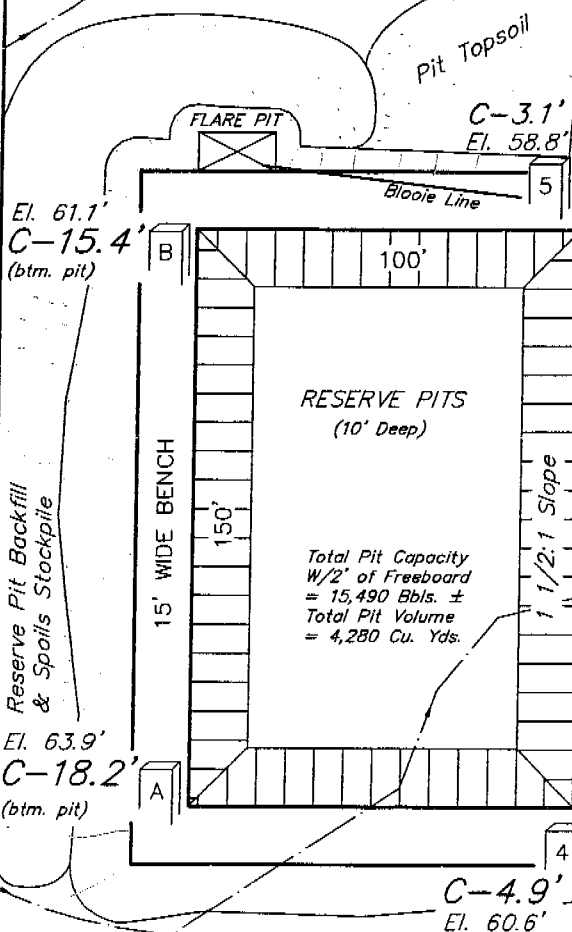 Pit Topsoil
FLARE PIT
C-3.1'
El. 58.8'
5
Blooie Line
El. 61.1'
C-15.4'
(btm. pit)
B
100'
RESERVE PITS
(10' Deep)
15' WIDE BENCH
150'
1 1/2:1 Slope
Reserve Pit Backfill
& Spoils Stockpile
Total Pit Capacity
W/2' of Freeboard
= 15,490 Bbls. ±
Total Pit Volume
= 4,280 Cu. Yds.
El. 63.9'
C-18.2'
(btm. pit)
A
4
C-4.9'
El. 60.6'